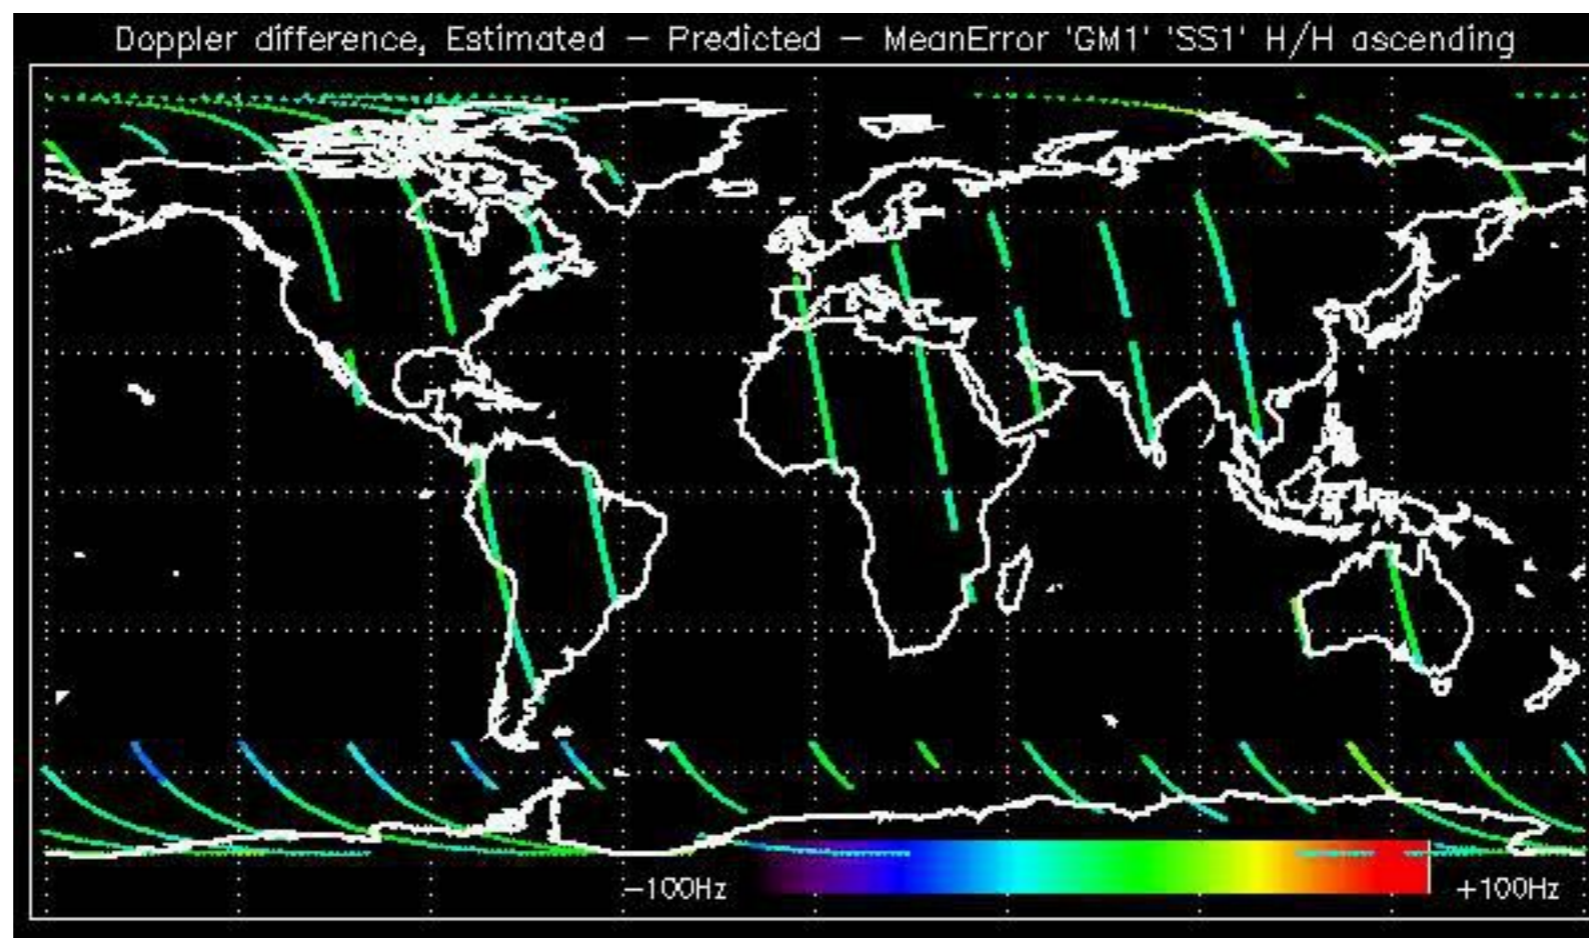 Doppler difference, Estimated - Predicted - MeanError 'GM1' 'SS1' H/H ascending
-100Hz +100Hz